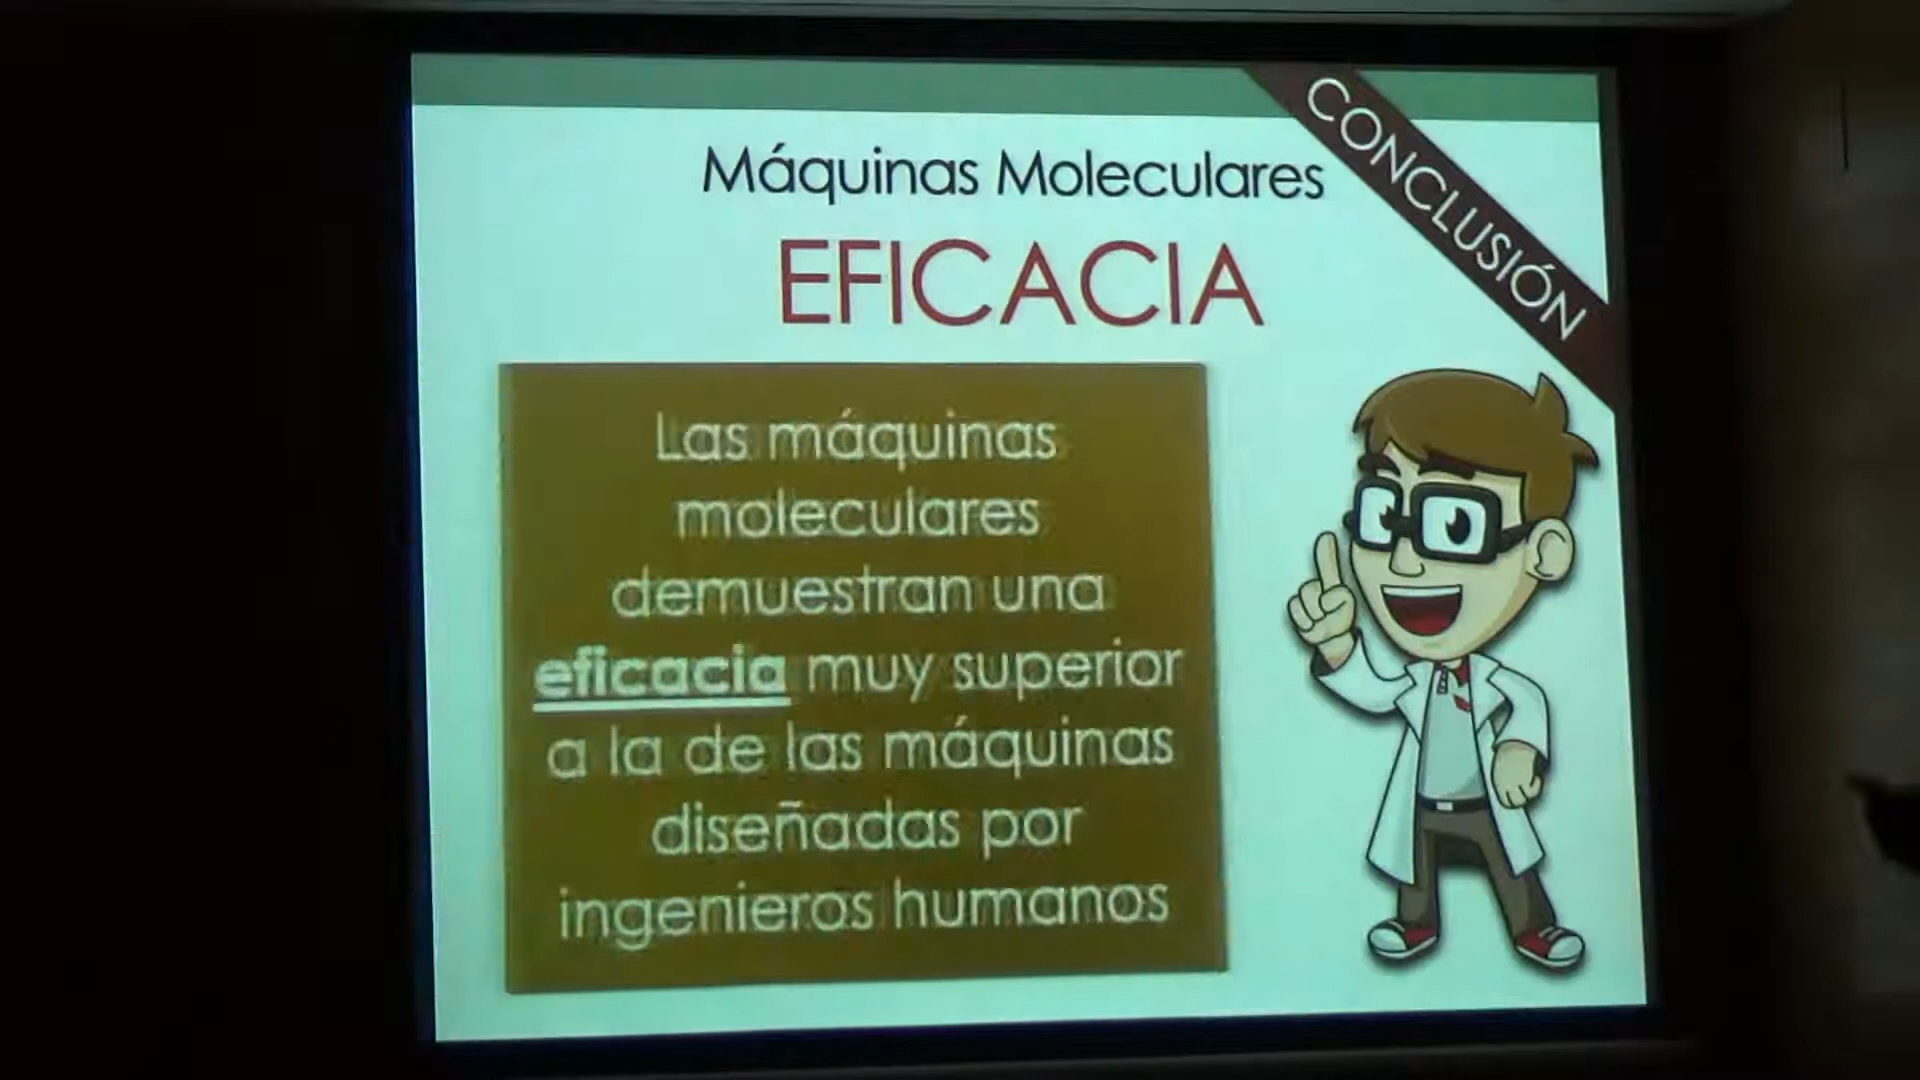 CONCLUSIÓN
Máquinas Moleculares
EFICACIA
Las máquinas
moleculares
demuestran una
eficacia muy superior
a la de las máquinas
diseñadas por
ingenieros humanos